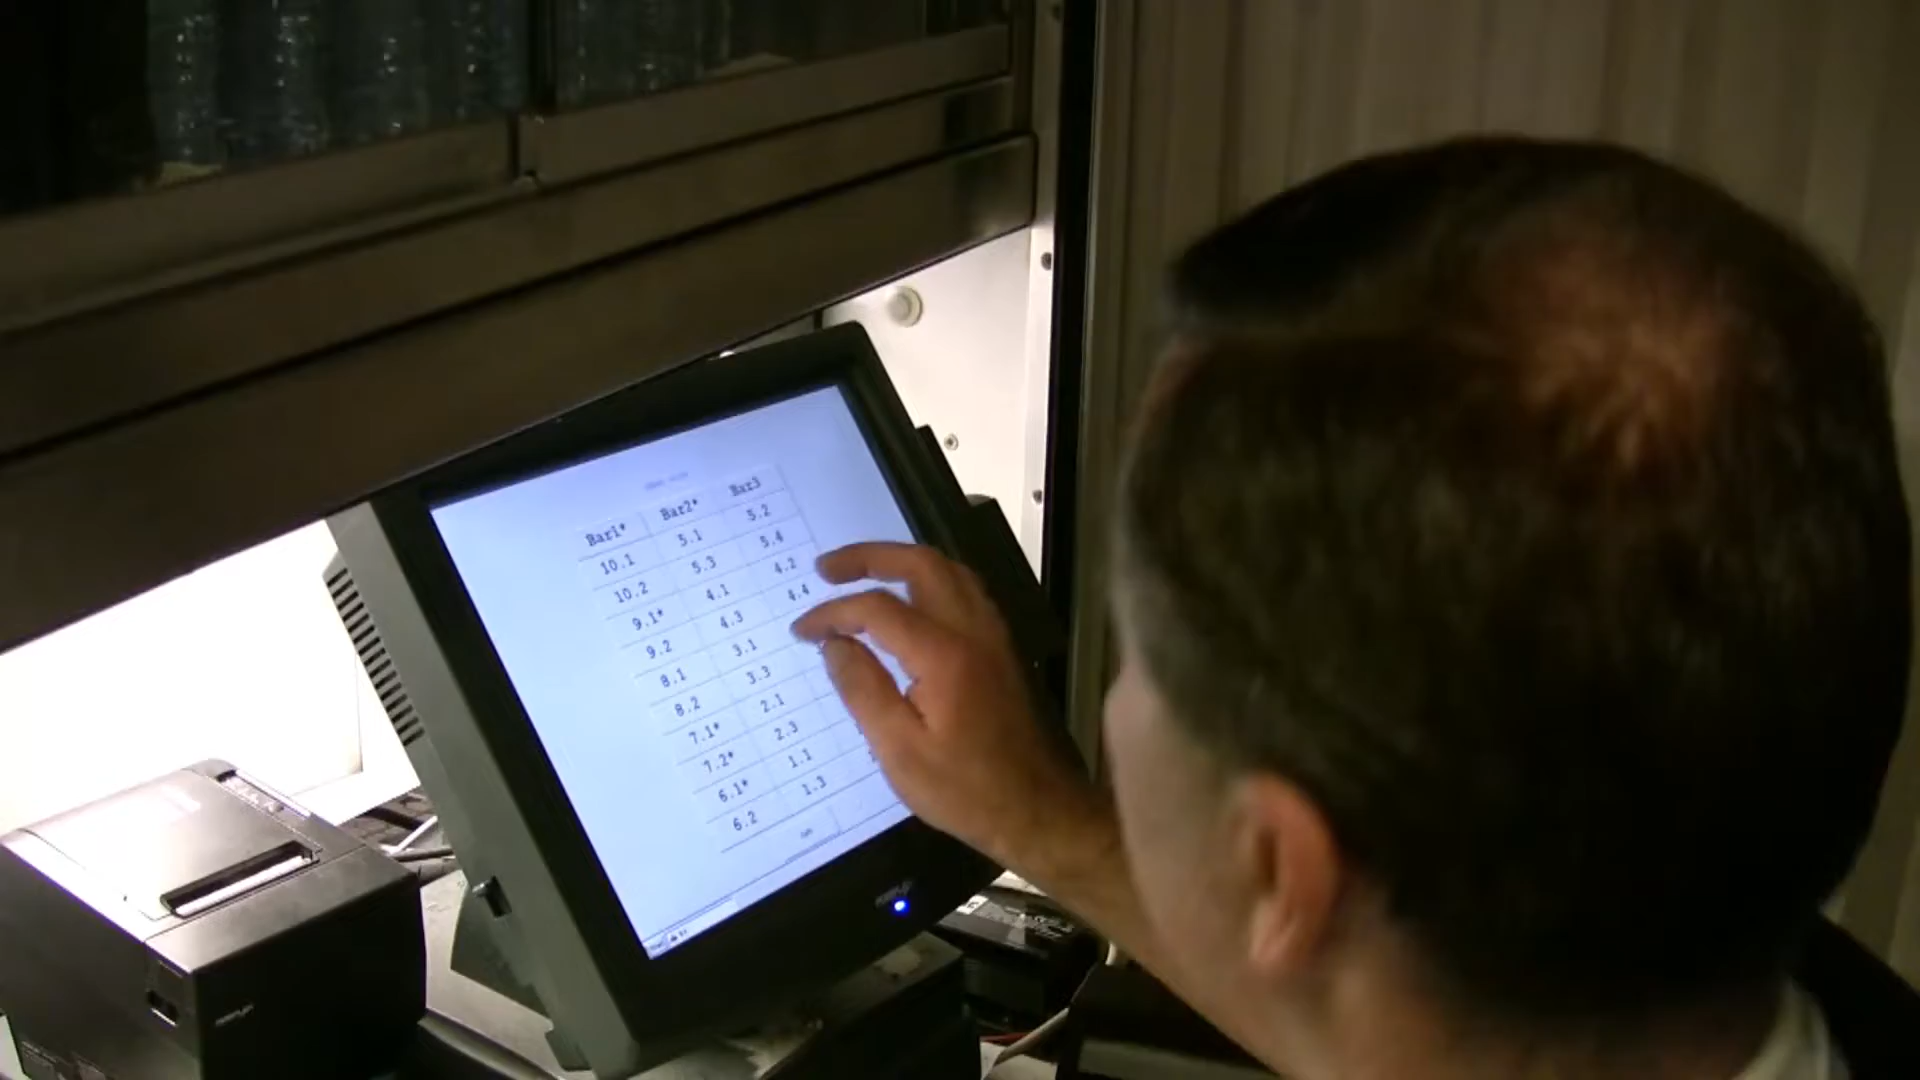 Bar1* Bar2* Bar3
10.1 5.1 5.2
10.2 5.3 5.4
9.1* 4.1 4.2
9.2 4.3 4.4
8.1 3.1
8.2 3.3
7.1* 2.1
7.2* 2.3
6.1* 1.1
6.2 1.3